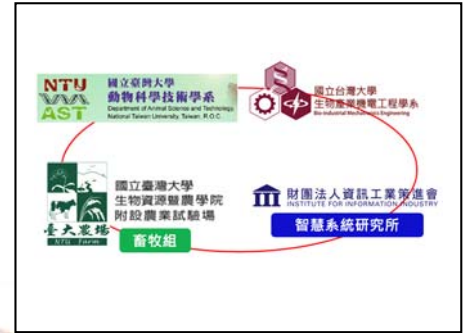 NTU
AST
國立臺灣大學
動物科學技術學系
Department of Animal Science and Technology
National Taiwan University, Taiwan, R.O.C.
國立台灣大學
生物產業機電工程學系
Bio-Industrial Mechatronics Engineering
臺大農場
NTU Farm
國立臺灣大學
生物資源暨農學院
附設農業試驗場
畜牧組
財團法人資訊工業策進會
INSTITUTE FOR INFORMATION INDUSTRY
智慧系統研究所